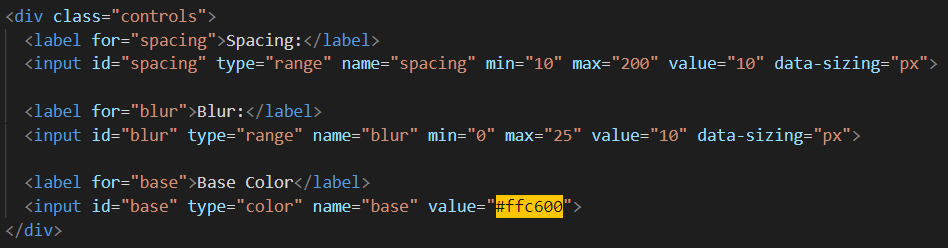 <div class="controls">
<label for="spacing">Spacing:</label>
<input id="spacing" type="range" name="spacing" min="10" max="200" value="10" data-sizing="px">
<label for="blur">Blur:</label>
<input id="blur" type="range" name="blur" min="0" max="25" value="10" data-sizing="px">
<label for="base">Base Color</label>
<input id="base" type="color" name="base" value="#ffc600">
</div>